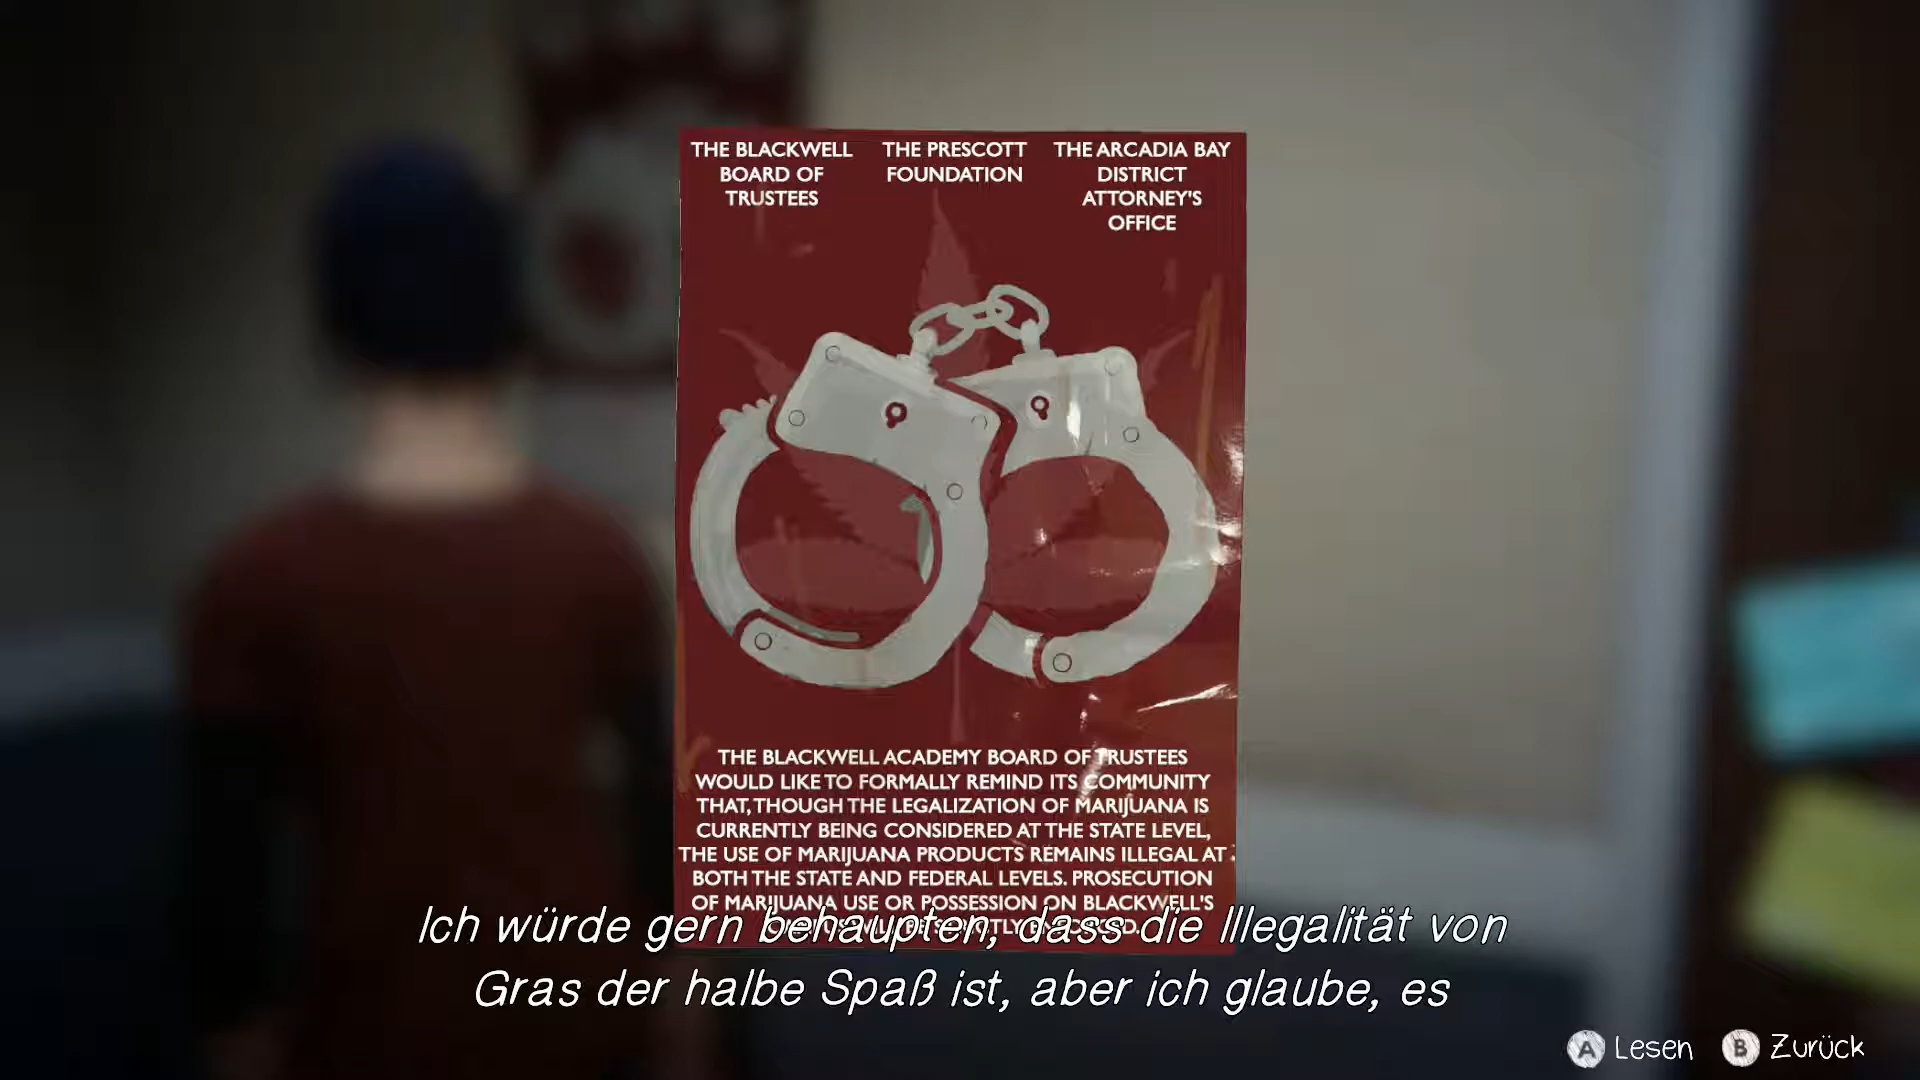 THE BLACKWELL
BOARD OF
TRUSTEES
THE PRESCOTT
FOUNDATION
THE ARCADIA BAY
DISTRICT
ATTORNEY'S
OFFICE
THE BLACKWELL ACADEMY BOARD OF TRUSTEES
WOULD LIKE TO FORMALLY REMIND ITS COMMUNITY
THAT, THOUGH THE LEGALIZATION OF MARIJUANA IS
CURRENTLY BEING CONSIDERED AT THE STATE LEVEL,
THE USE OF MARIJUANA PRODUCTS REMAINS ILLEGAL AT
BOTH THE STATE AND FEDERAL LEVELS. PROSECUTION
OF MARIJUANA USE OR POSSESSION ON BLACKWELL'S
Ich würde gern behaupten, dass die Illegalität von
Gras der halbe Spaß ist, aber ich glaube, es
A Lesen B Zurück